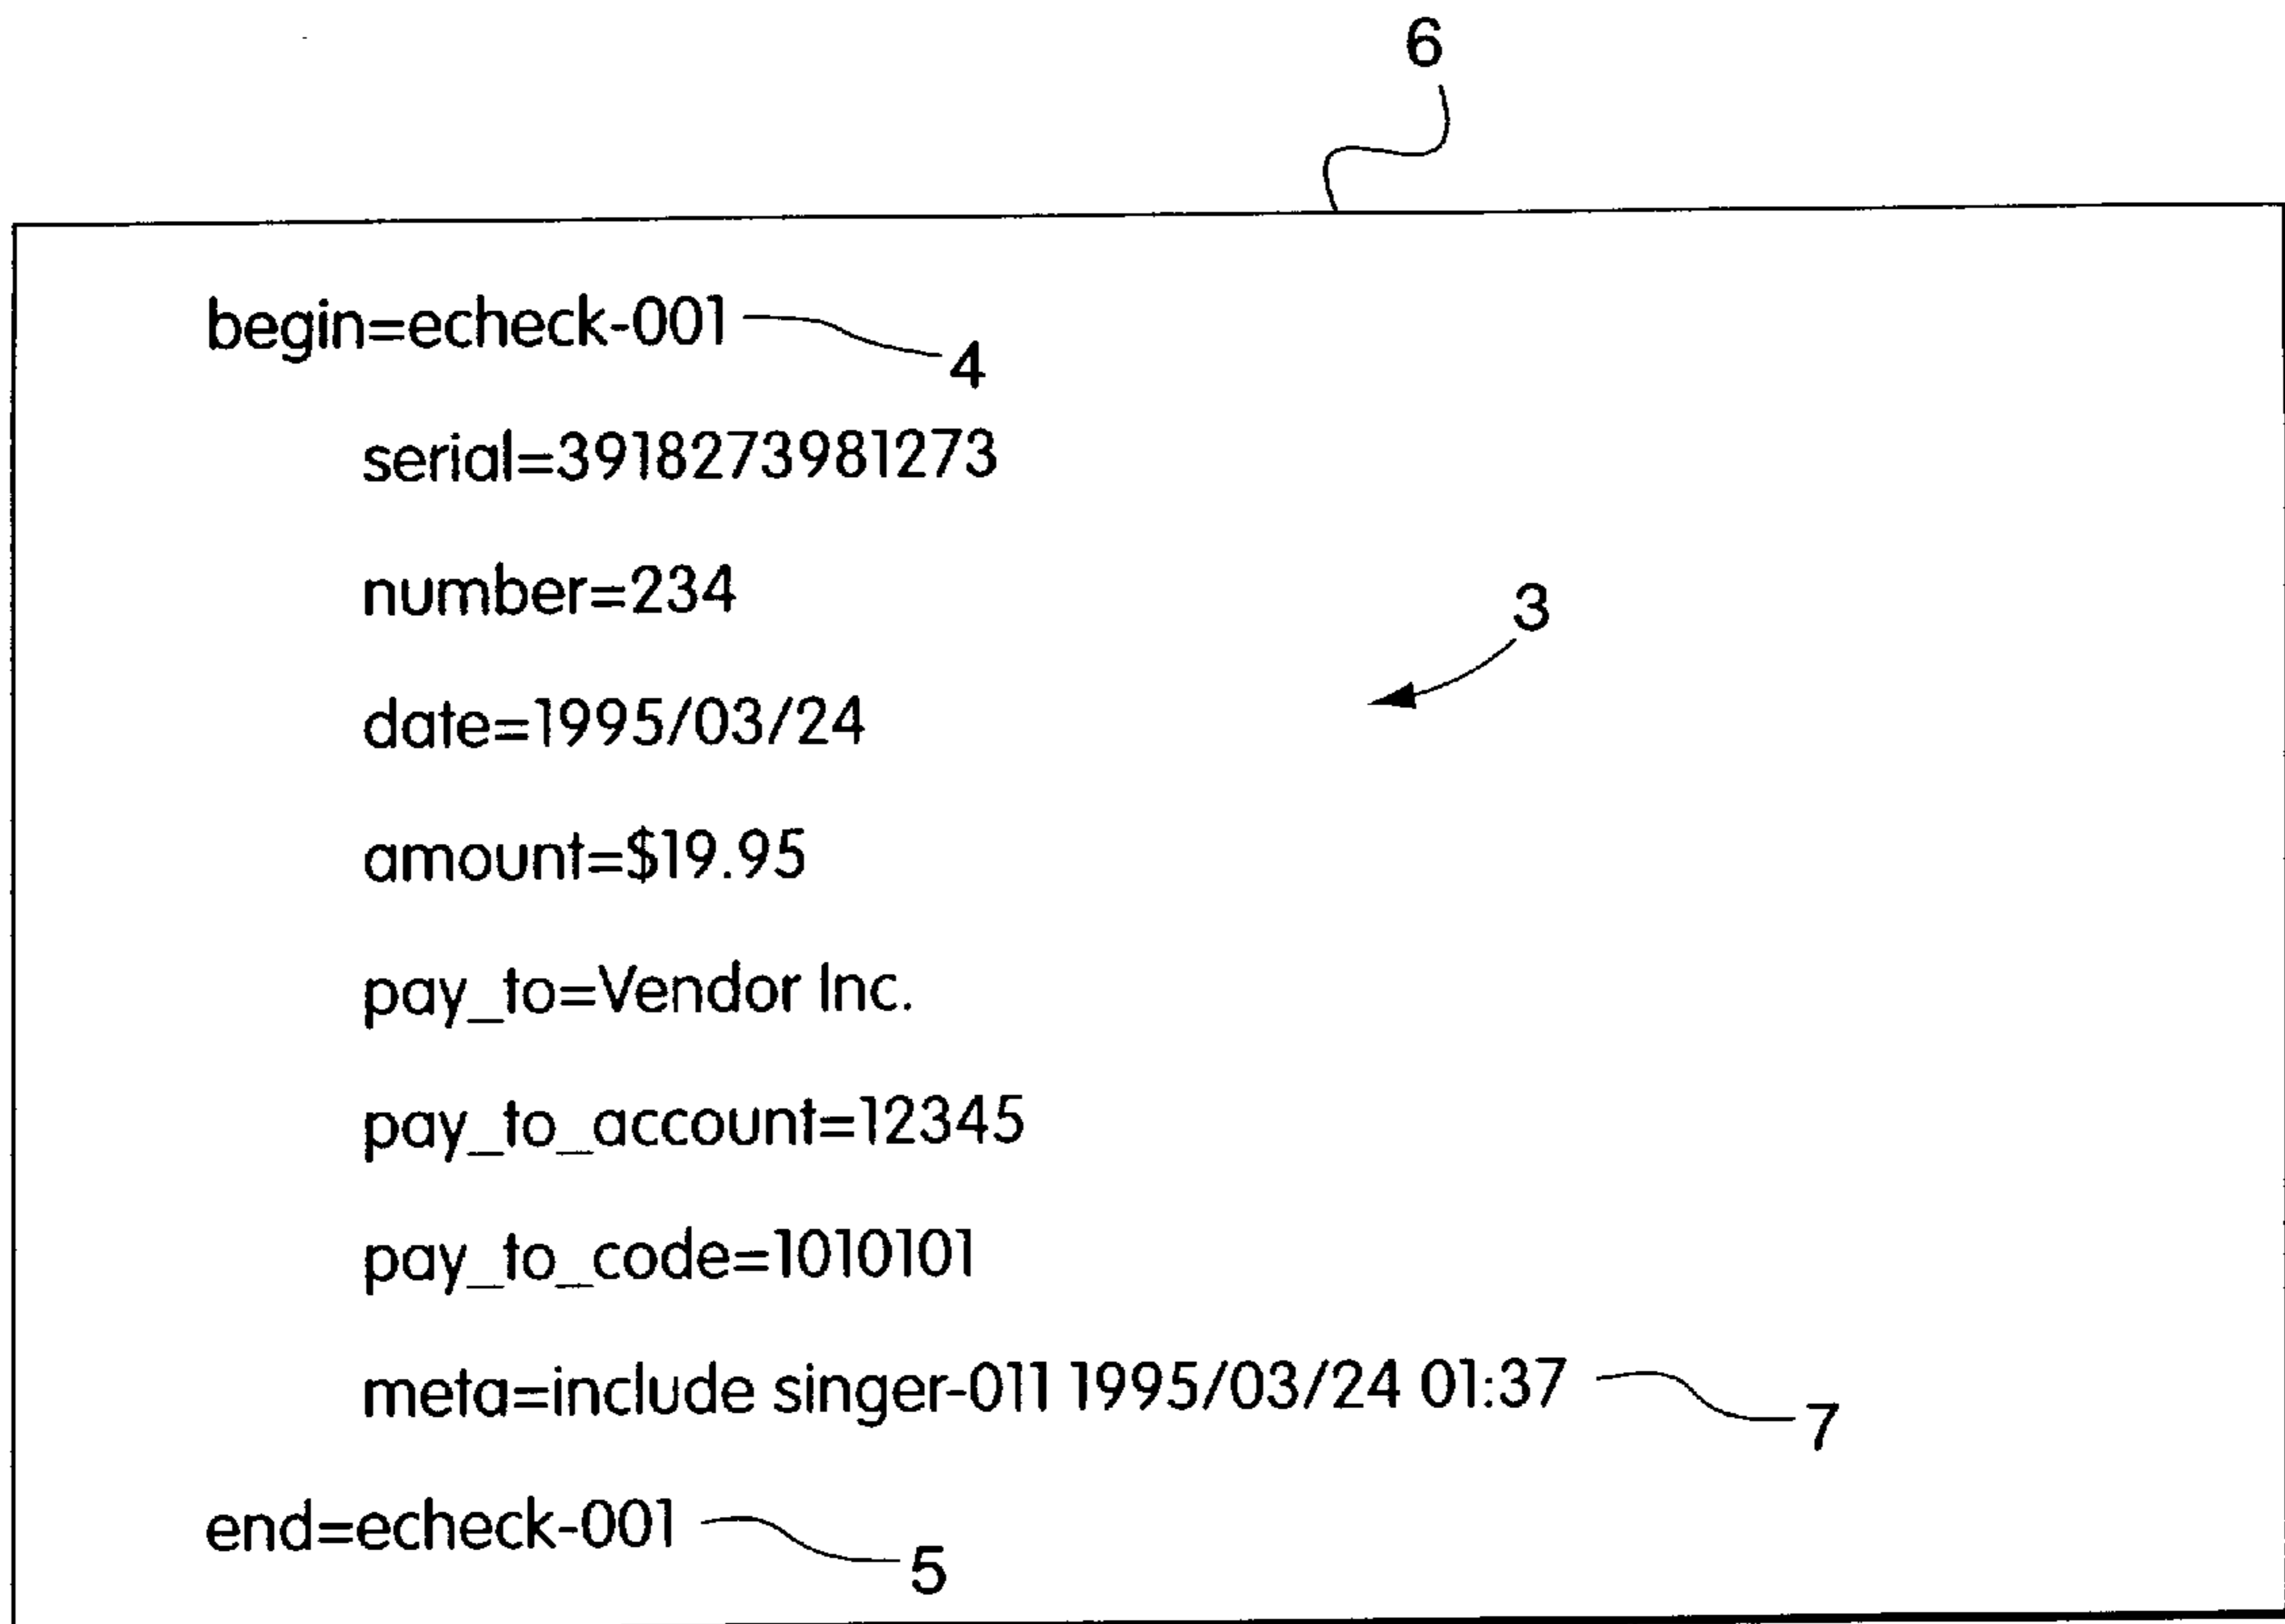 6
begin=echeck-001
4
serial=3918273981273
number=234
3
date=1995/03/24
amount=$19.95
pay_to=Vendor Inc.
pay_to_account=12345
pay_to_code=1010101
meta=include singer-011 1995/03/24 01:37
7
end=echeck-001
5